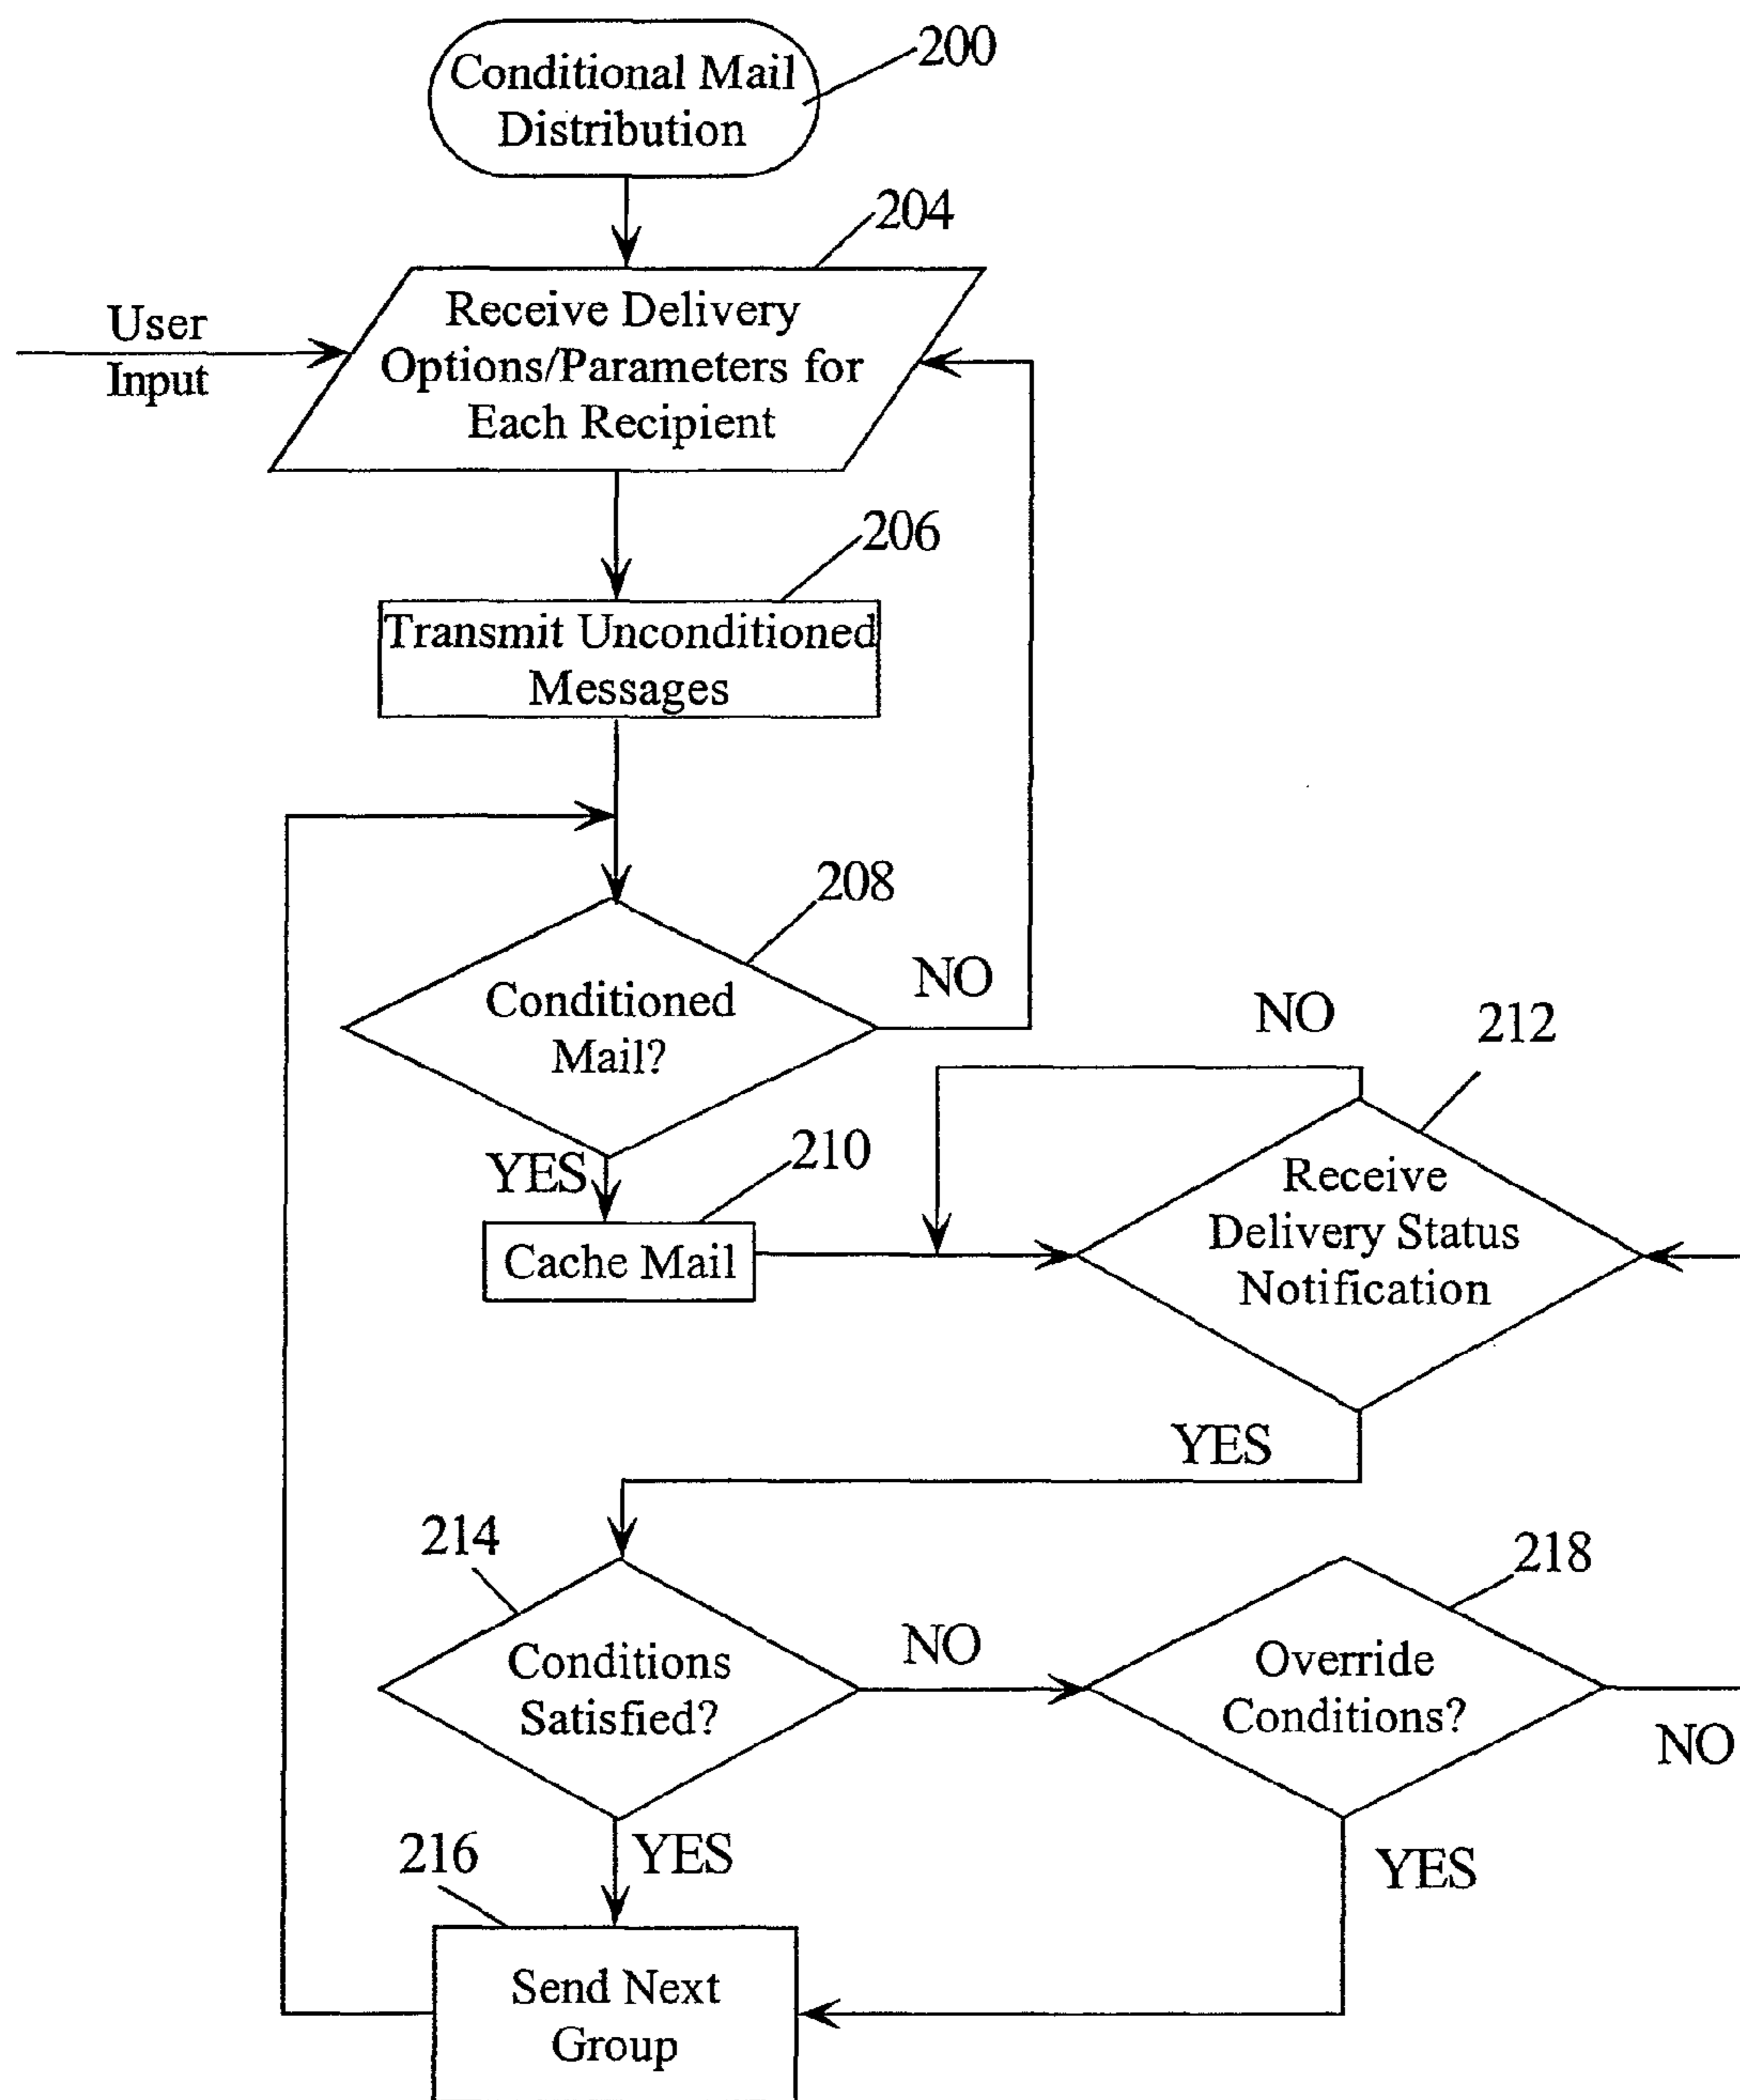 200
Conditional Mail
Distribution
204
User
Input
Receive Delivery
Options/Parameters for
Each Recipient
206
Transmit Unconditioned
Messages
208
Conditioned
Mail?
NO
NO
212
YES
210
Cache Mail
Receive
Delivery Status
Notification
YES
214
Conditions
Satisfied?
NO
218
Override
Conditions?
NO
216
YES
YES
Send Next
Group